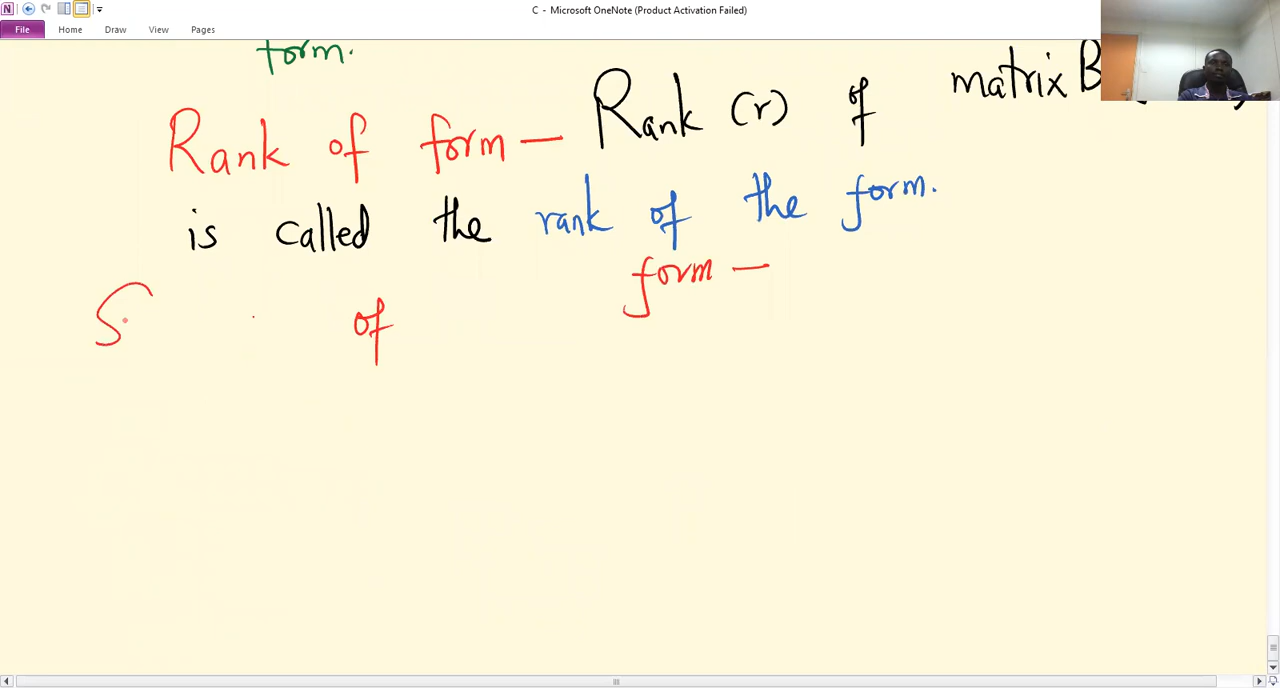 C - Microsoft OneNote (Product Activation Failed)
File Home Draw View Pages
form.
Rank of form — Rank (r) of matrix B
is called the rank of the form.
S of form —